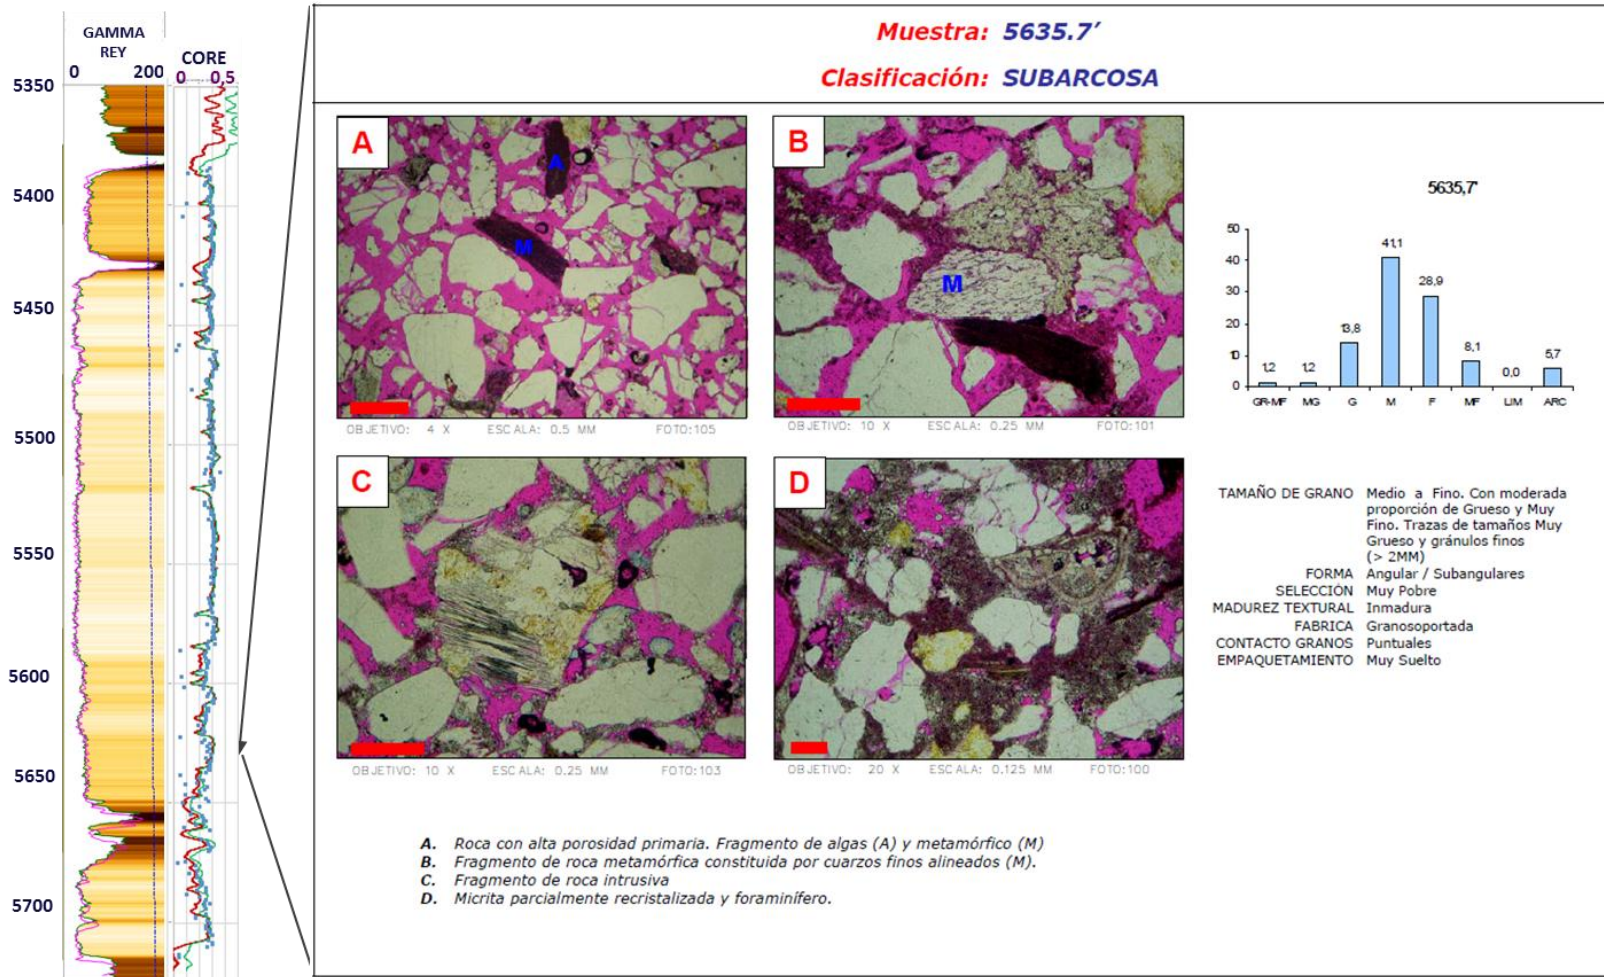 GAMMA
REY
0 200
CORE
0 0,5
5350
5400
5450
5500
5550
5600
5650
5700
Muestra: 5635.7’
Clasificación: SUBARCOSA
A
A
M
OBJETIVO: 4 X ESCALA: 0.5 MM FOTO:105
B
M
OBJETIVO: 10 X ESCALA: 0.25 MM FOTO:101
C
OBJETIVO: 10 X ESCALA: 0.25 MM FOTO:103
D
OBJETIVO: 20 X ESCALA: 0.125 MM FOTO:100
5635,7'
50
40
30
20
10
0
1,2
1,2
13,8
41,1
28,9
8,1
0,0
5,7
GR-MF MG G M F MF LIM ARC
TAMAÑO DE GRANO Medio a Fino. Con moderada
proporción de Grueso y Muy
Fino. Trazas de tamaños Muy
Grueso y gránulos finos
(> 2MM)
FORMA Angular / Subangulares
SELECCIÓN Muy Pobre
MADUREZ TEXTURAL Inmadura
FABRICA Granosoportada
CONTACTO GRANOS Puntuales
EMPAQUETAMIENTO Muy Suelto
A. Roca con alta porosidad primaria. Fragmento de algas (A) y metamórfico (M)
B. Fragmento de roca metamórfica constituida por cuarzos finos alineados (M).
C. Fragmento de roca intrusiva
D. Micrita parcialmente recristalizada y foraminífero.